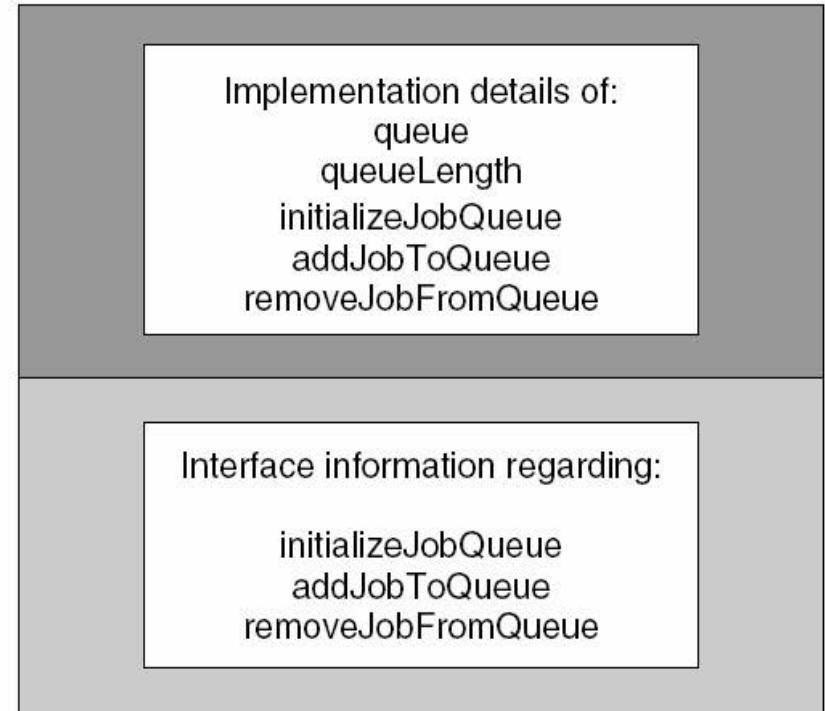 Implementation details of:
queue
queueLength
initializeJobQueue
addJobToQueue
removeJobFromQueue
Interface information regarding:
initializeJobQueue
addJobToQueue
removeJobFromQueue